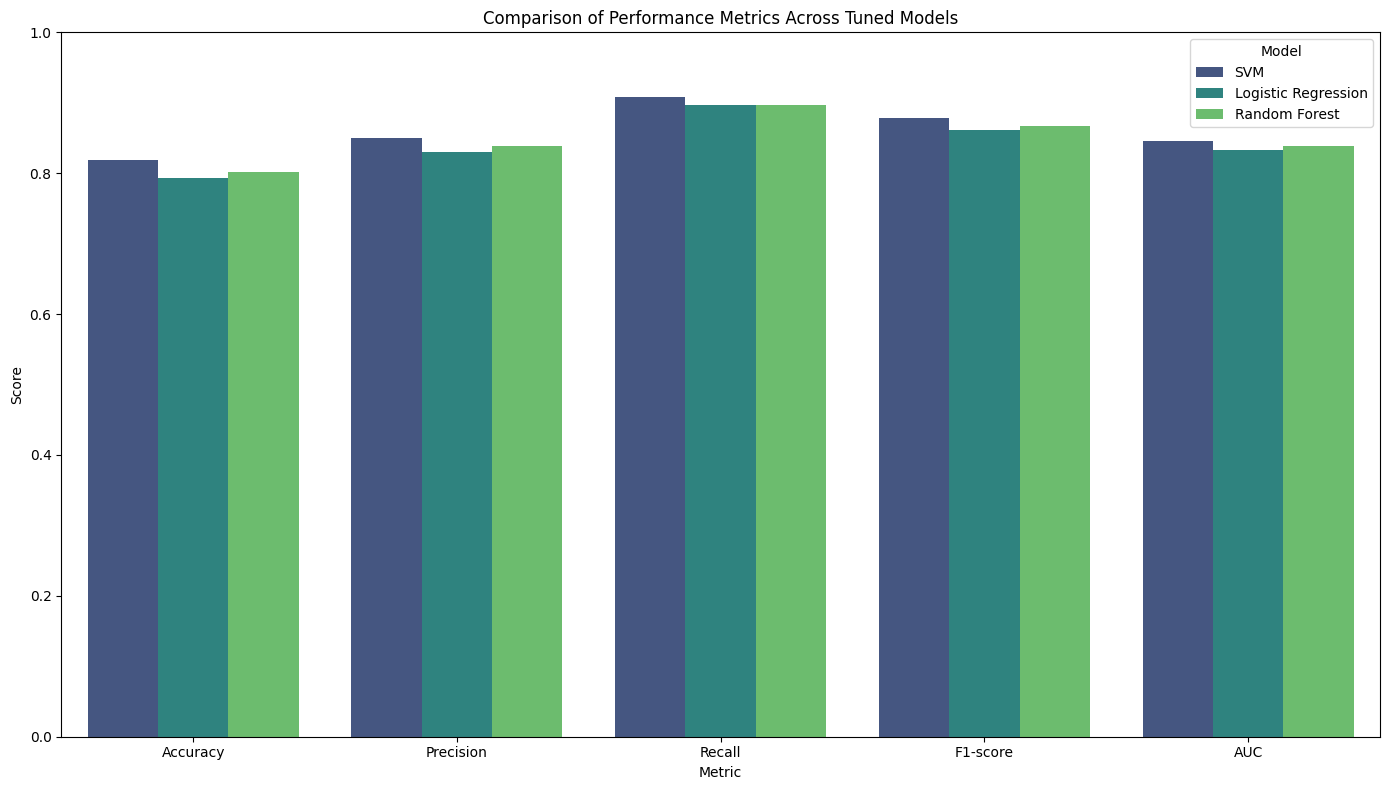 Comparison of Performance Metrics Across Tuned Models
Model
SVM
Logistic Regression
Random Forest
Score
1.0
0.8
0.6
0.4
0.2
0.0
Accuracy Precision Recall F1-score AUC
Metric